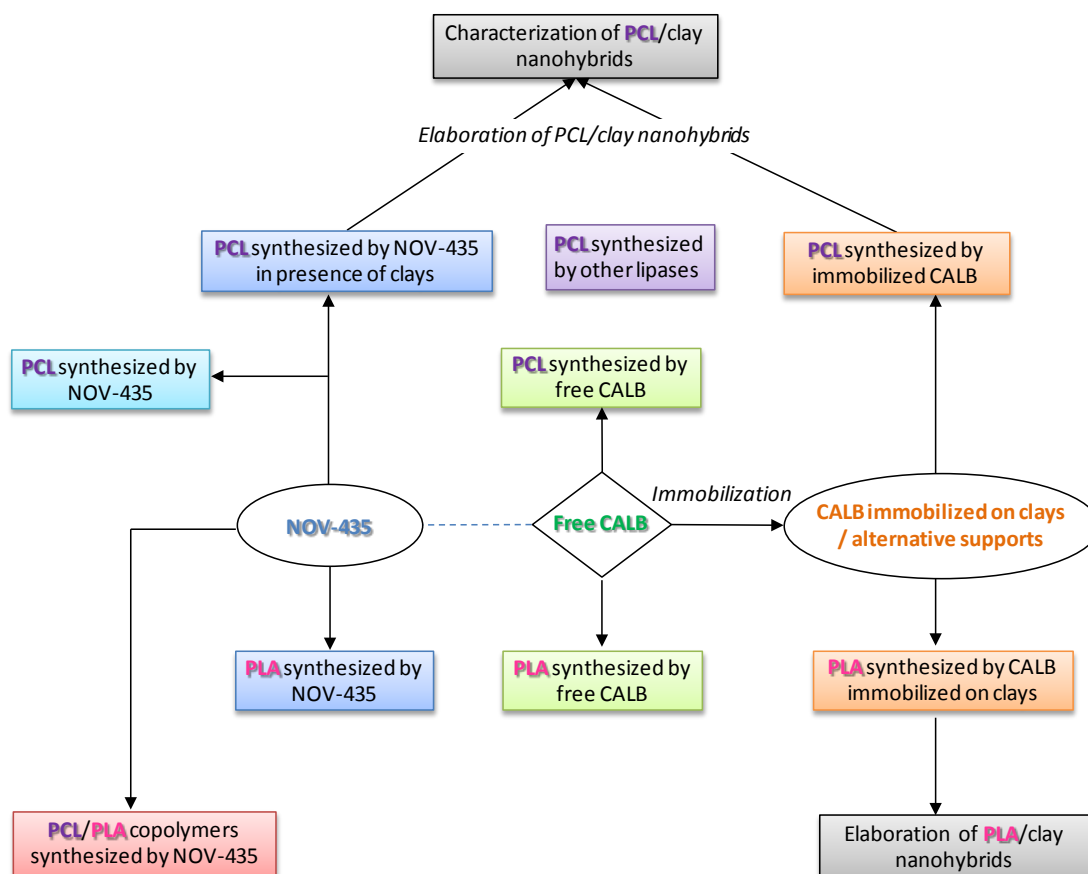 Characterization of PCL/clay
nanohybrids
Elaboration of PCL/clay nanohybrids
PCL synthesized by NOV-435
in presence of clays
PCL synthesized
by other lipases
PCL synthesized by
immobilized CALB
PCL synthesized by
NOV-435
PCL synthesized by
free CALB
NOV-435
Free CALB
Immobilization
CALB immobilized on clays
/ alternative supports
PLA synthesized by
NOV-435
PLA synthesized by
free CALB
PLA synthesized by CALB
immobilized on clays
PCL/PLA copolymers
synthesized by NOV-435
Elaboration of PLA/clay
nanohybrids